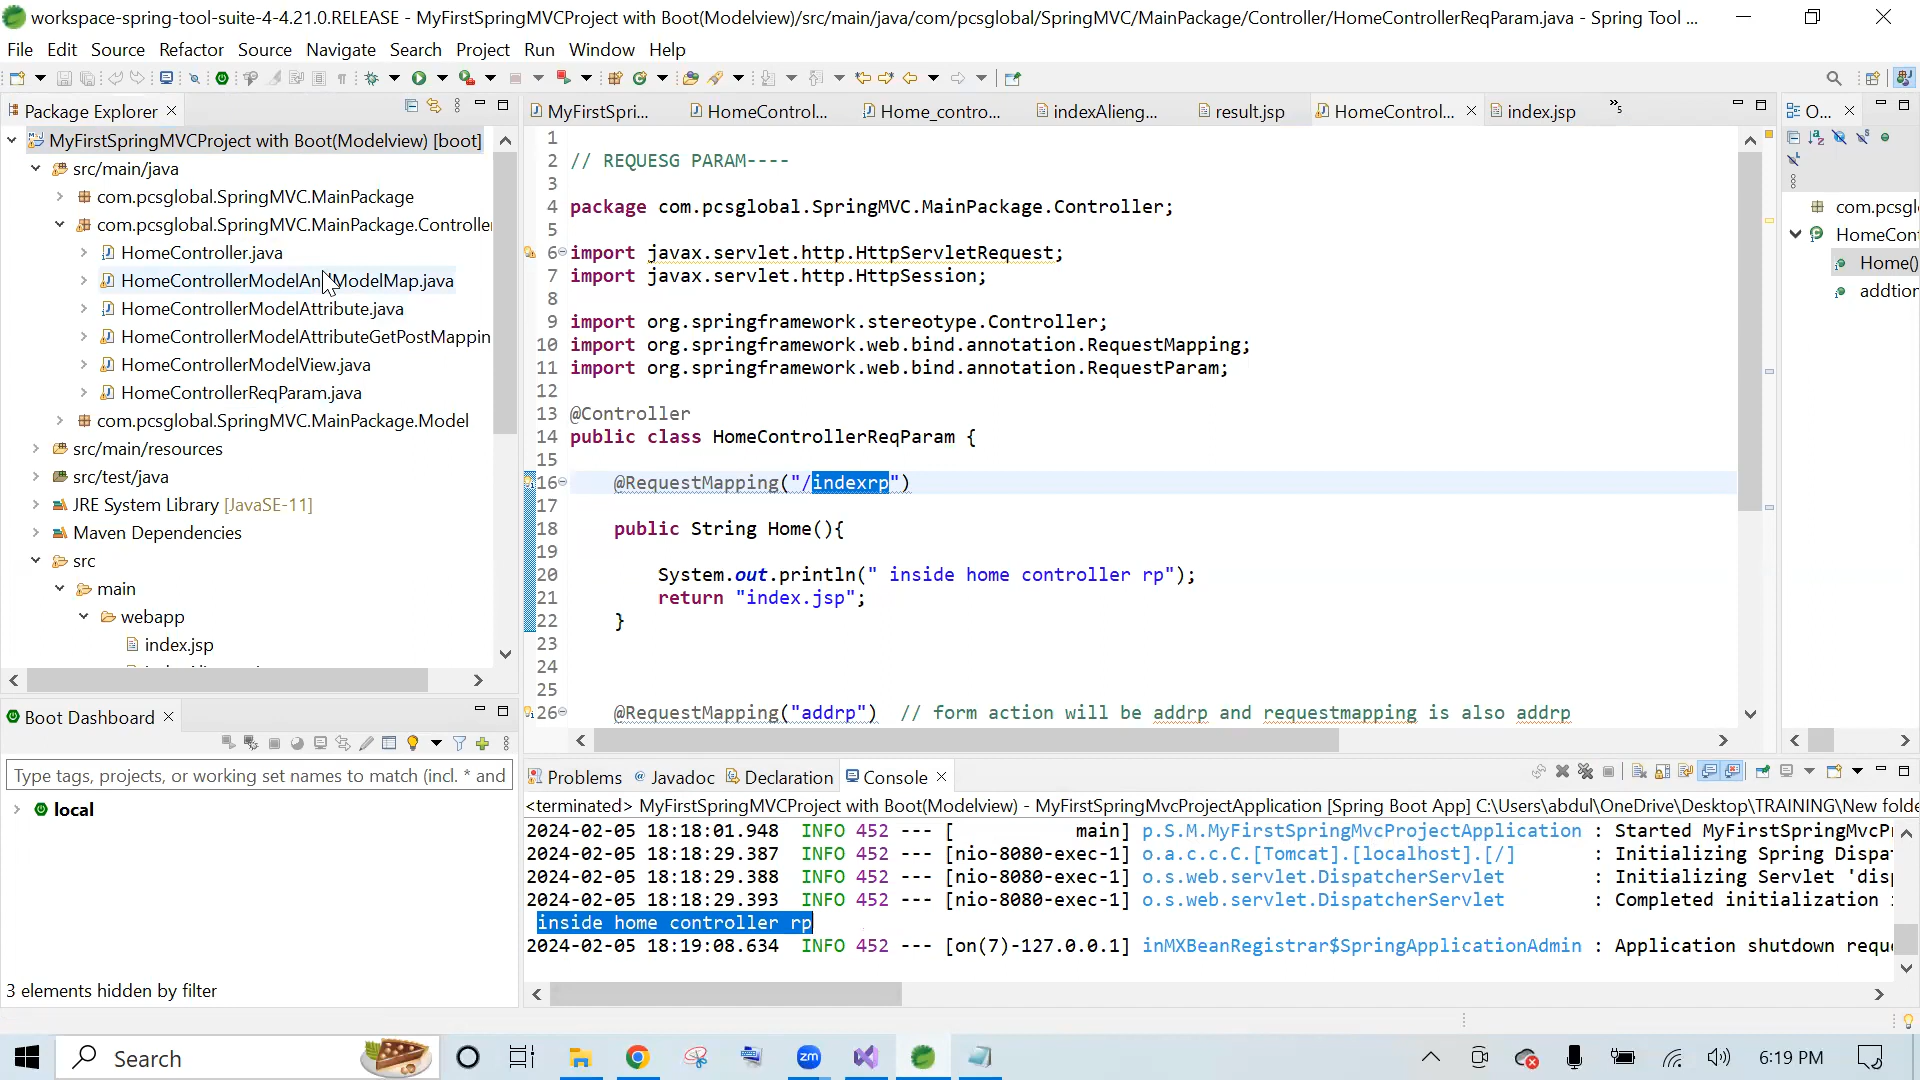 workspace-spring-tool-suite-4-4.21.0.RELEASE - MyFirstSpringMVCProject with Boot(Modelview)/src/main/java/com/pcsglobal/SpringMVC/MainPackage/Controller/HomeControllerReqParam.java - Spring Tool ...
File Edit Source Refactor Source Navigate Search Project Run Window Help
Package Explorer
MyFirstSpringMVCProject with Boot(Modelview) [boot]
src/main/java
com.pcsglobal.SpringMVC.MainPackage
com.pcsglobal.SpringMVC.MainPackage.Controller
HomeController.java
HomeControllerModelAn ModelMap.java
HomeControllerModelAttribute.java
HomeControllerModelAttributeGetPostMappin
HomeControllerModelView.java
HomeControllerReqParam.java
com.pcsglobal.SpringMVC.MainPackage.Model
src/main/resources
src/test/java
JRE System Library [JavaSE-11]
Maven Dependencies
src
main
webapp
index.jsp
Boot Dashboard
Type tags, projects, or working set names to match (incl. * and
local
3 elements hidden by filter
MyFirstSpri... HomeControl... Home_contro... indexAlieng... result.jsp HomeControl... index.jsp »5
1
2 // REQUESG PARAM----
3
4 package com.pcsglobal.SpringMVC.MainPackage.Controller;
5
6 import javax.servlet.http.HttpServletRequest;
7 import javax.servlet.http.HttpSession;
8
9 import org.springframework.stereotype.Controller;
10 import org.springframework.web.bind.annotation.RequestMapping;
11 import org.springframework.web.bind.annotation.RequestParam;
12
13 @Controller
14 public class HomeControllerReqParam {
15
16 @RequestMapping("/indexrp")
17
18 public String Home(){
19
20 System.out.println(" inside home controller rp");
21 return "index.jsp";
22 }
23
24
25
26 @RequestMapping("addrp") // form action will be addrp and requestmapping is also addrp
O...
com.pcsgl
HomeCont
Home()
addtion
Problems Javadoc Declaration Console
<terminated> MyFirstSpringMVCProject with Boot(Modelview) - MyFirstSpringMvcProjectApplication [Spring Boot App] C:\Users\abdul\OneDrive\Desktop\TRAINING\New folde
2024-02-05 18:18:01.948 INFO 452 --- [ main] p.S.M.MyFirstSpringMvcProjectApplication : Started MyFirstSpringMvcP
2024-02-05 18:18:29.387 INFO 452 --- [nio-8080-exec-1] o.a.c.c.C.[Tomcat].[localhost].[/] : Initializing Spring Dispa
2024-02-05 18:18:29.388 INFO 452 --- [nio-8080-exec-1] o.s.web.servlet.DispatcherServlet : Initializing Servlet 'disp
2024-02-05 18:18:29.393 INFO 452 --- [nio-8080-exec-1] o.s.web.servlet.DispatcherServlet : Completed initialization
inside home controller rp
2024-02-05 18:19:08.634 INFO 452 --- [on(7)-127.0.0.1] inMXBeanRegistrar$SpringApplicationAdmin : Application shutdown reque
Search
zm
6:19 PM